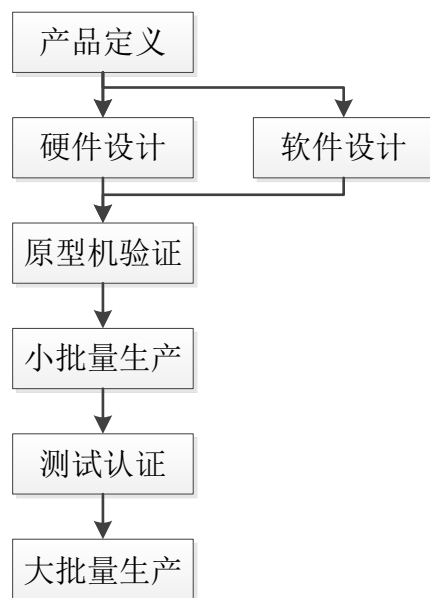 产品定义
硬件设计
软件设计
原型机验证
小批量生产
测试认证
大批量生产